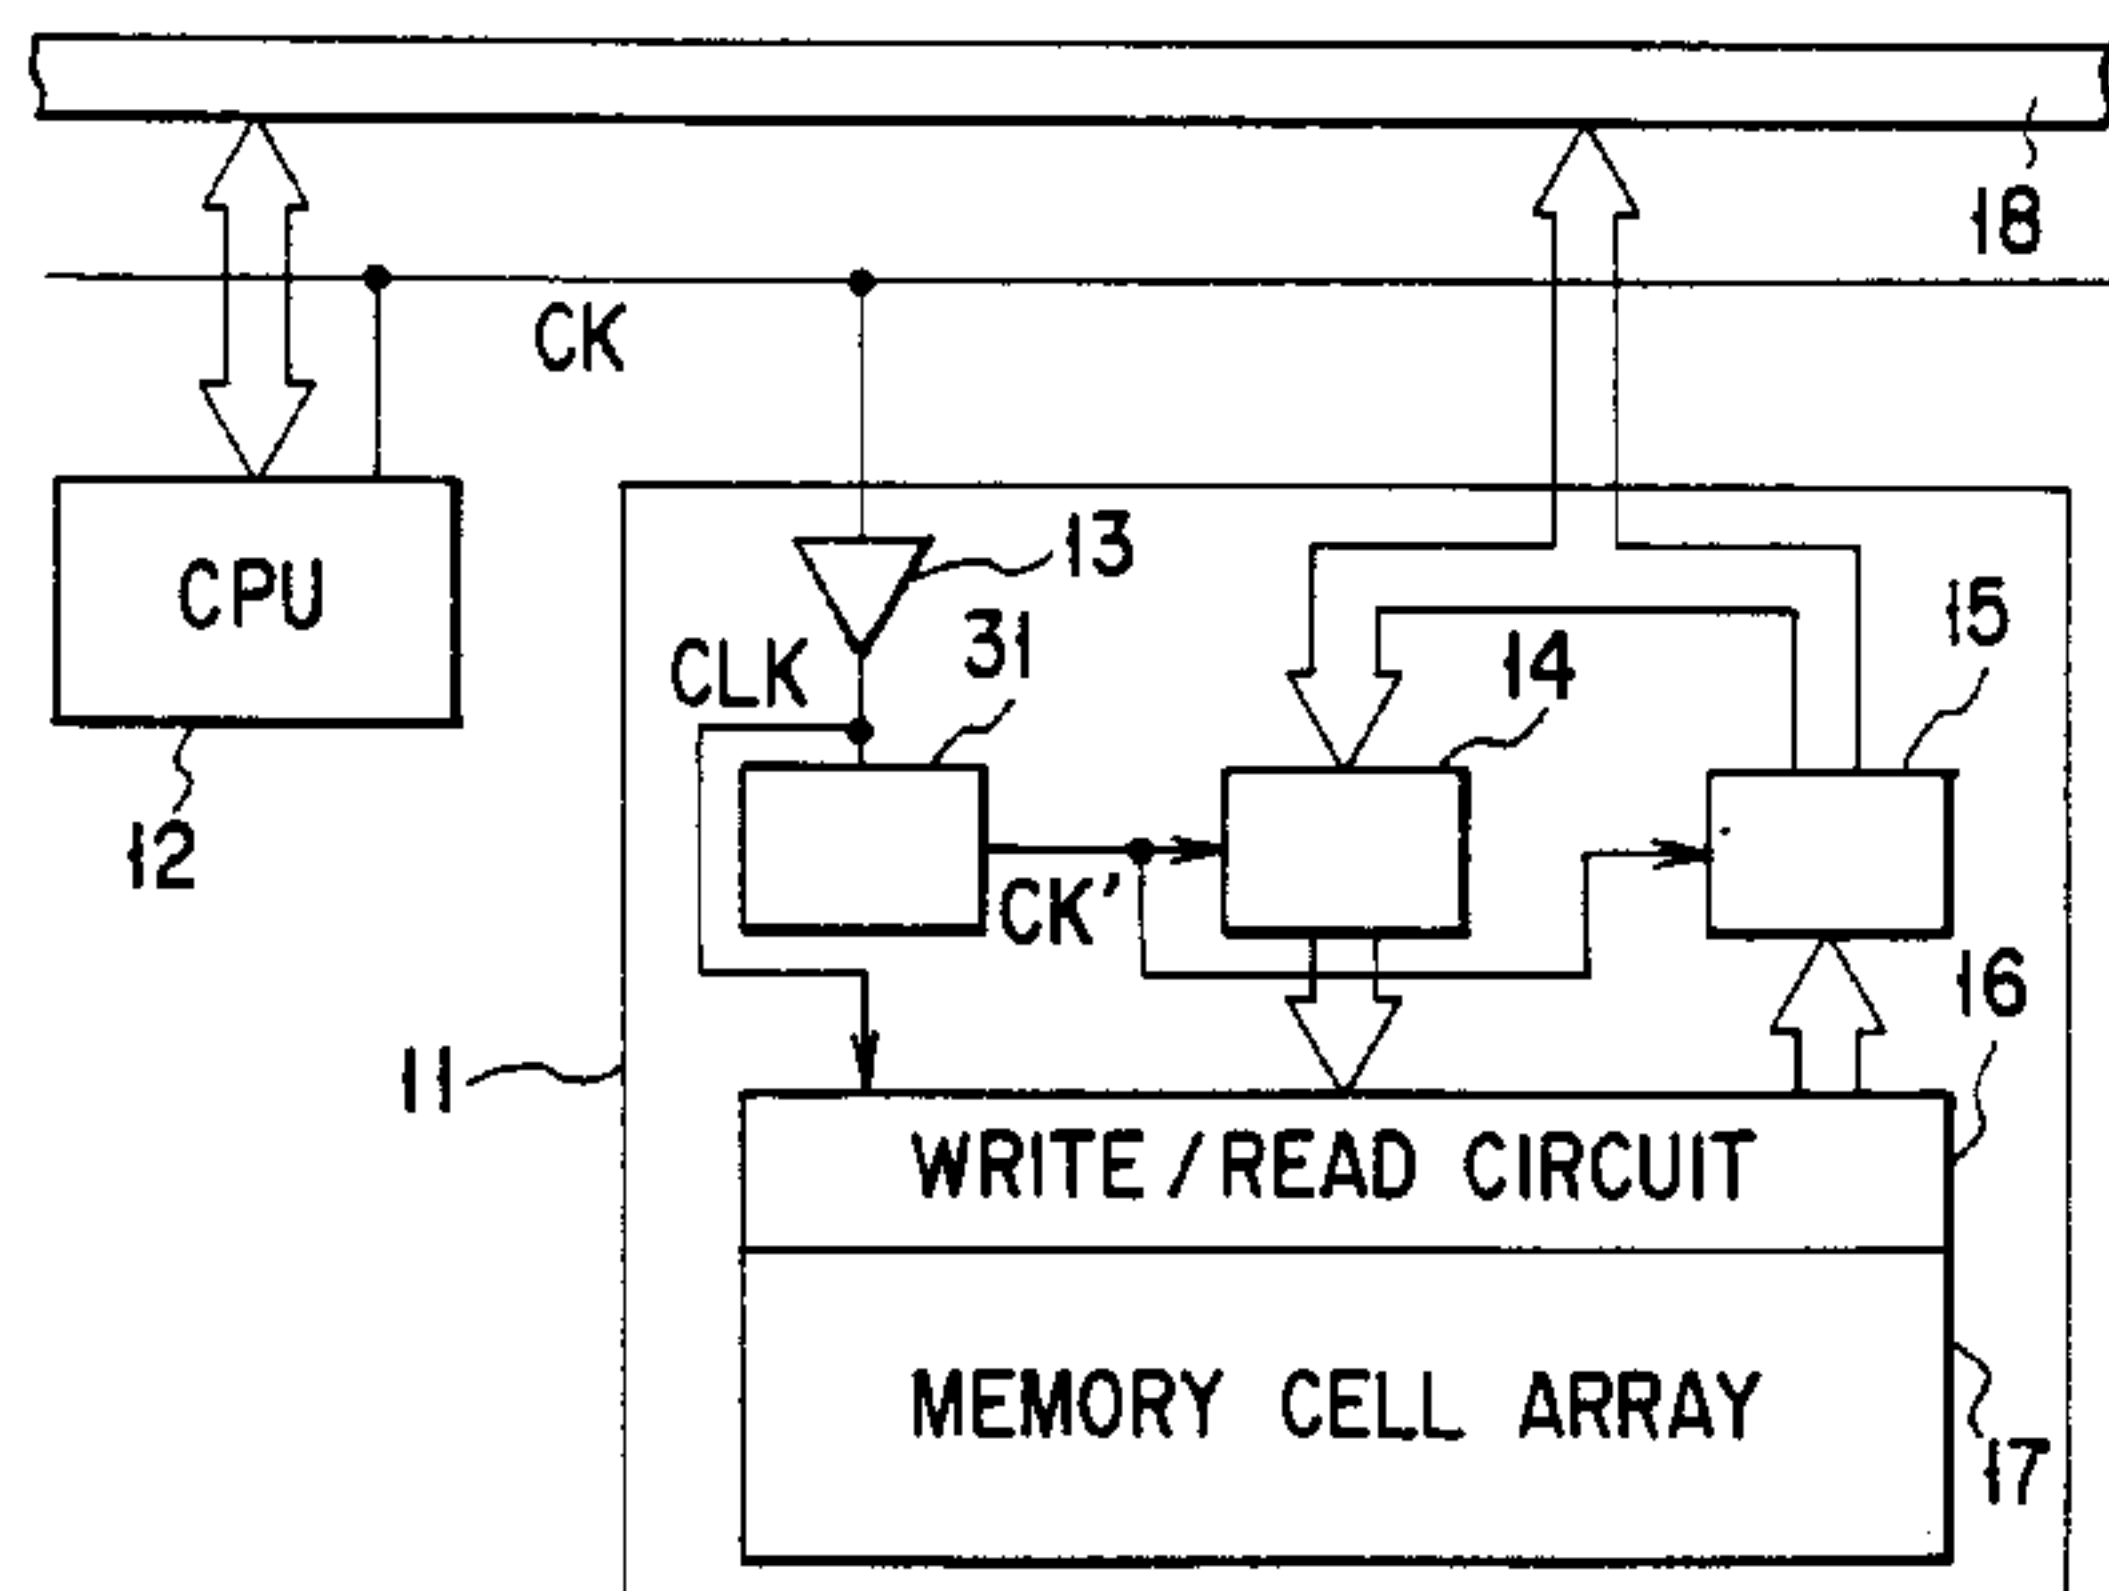 18
CK
13
CPU
15
31
14
CLK
12
CK'
16
11
WRITE / READ CIRCUIT
MEMORY CELL ARRAY
17